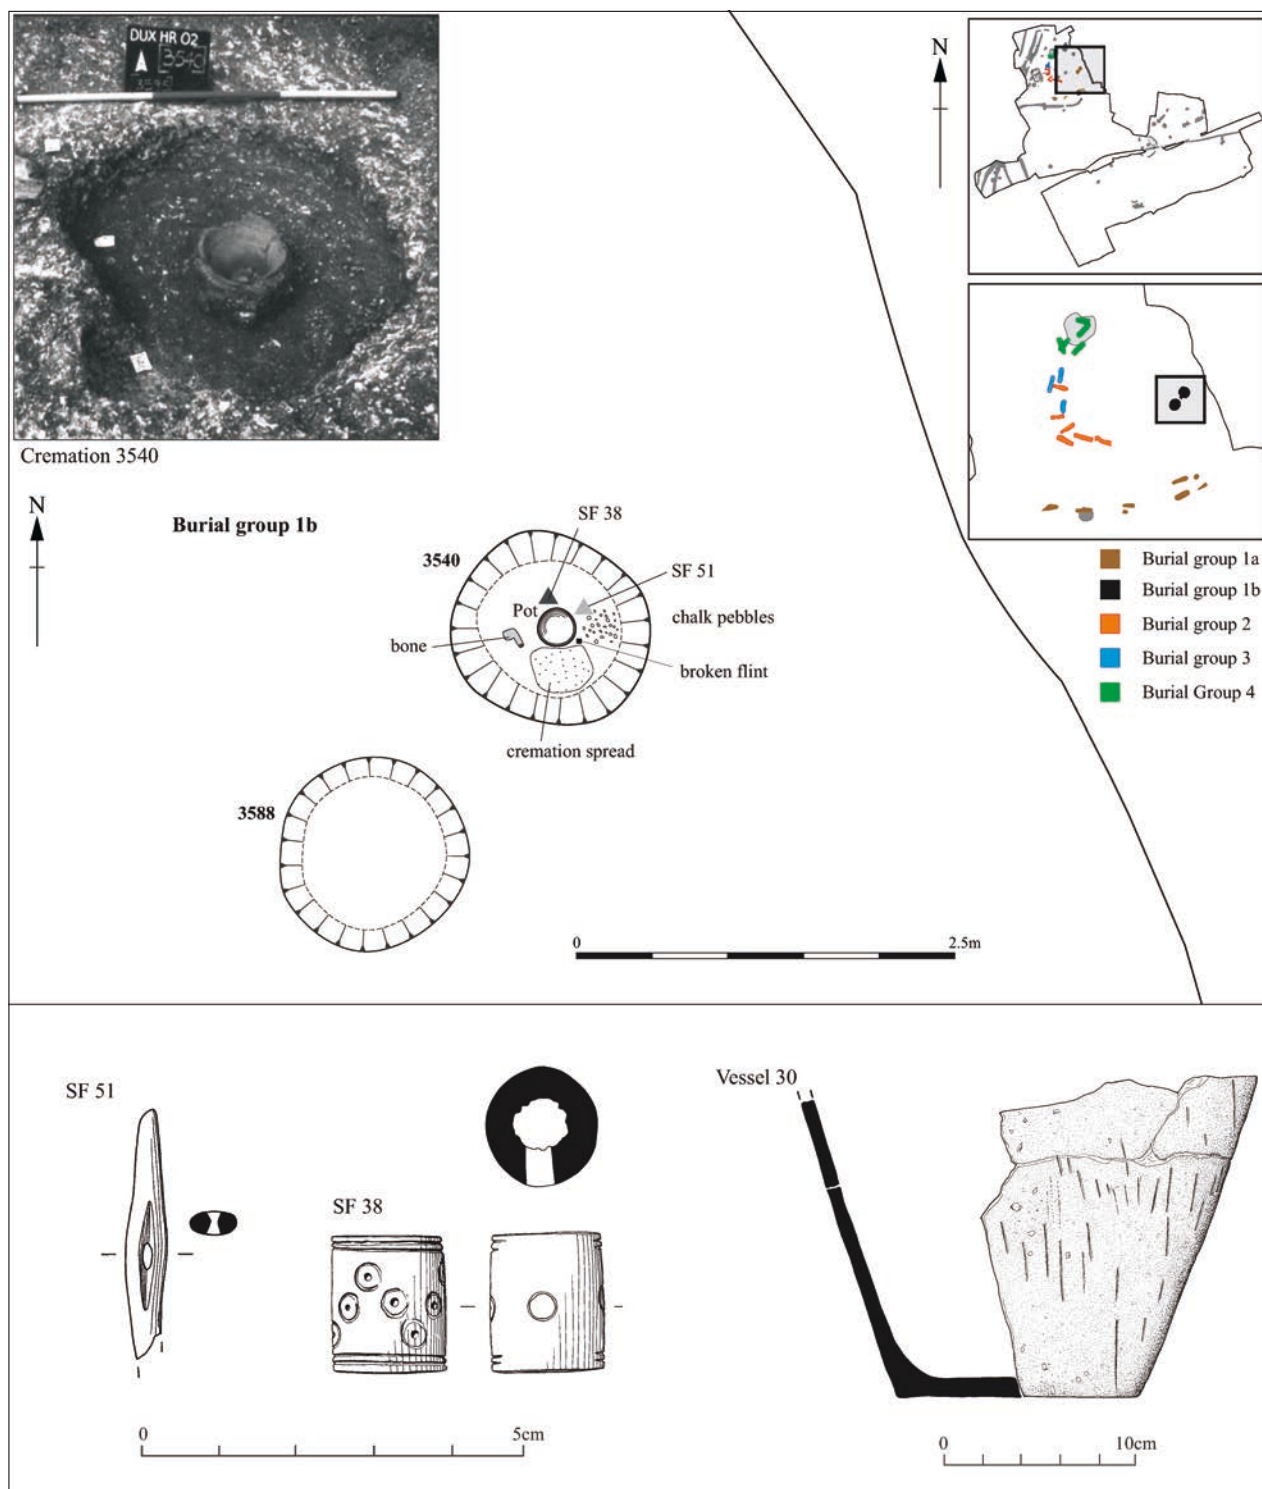 DUX HR 02
3540
Cremation 3540
N
N
Burial group 1a
Burial group 1b
Burial group 2
Burial group 3
Burial Group 4
N
Burial group 1b
SF 38
3540
SF 51
Pot
chalk pebbles
bone
broken flint
cremation spread
3588
0 2.5m
SF 51
SF 38
0 5cm
Vessel 30
0 10cm